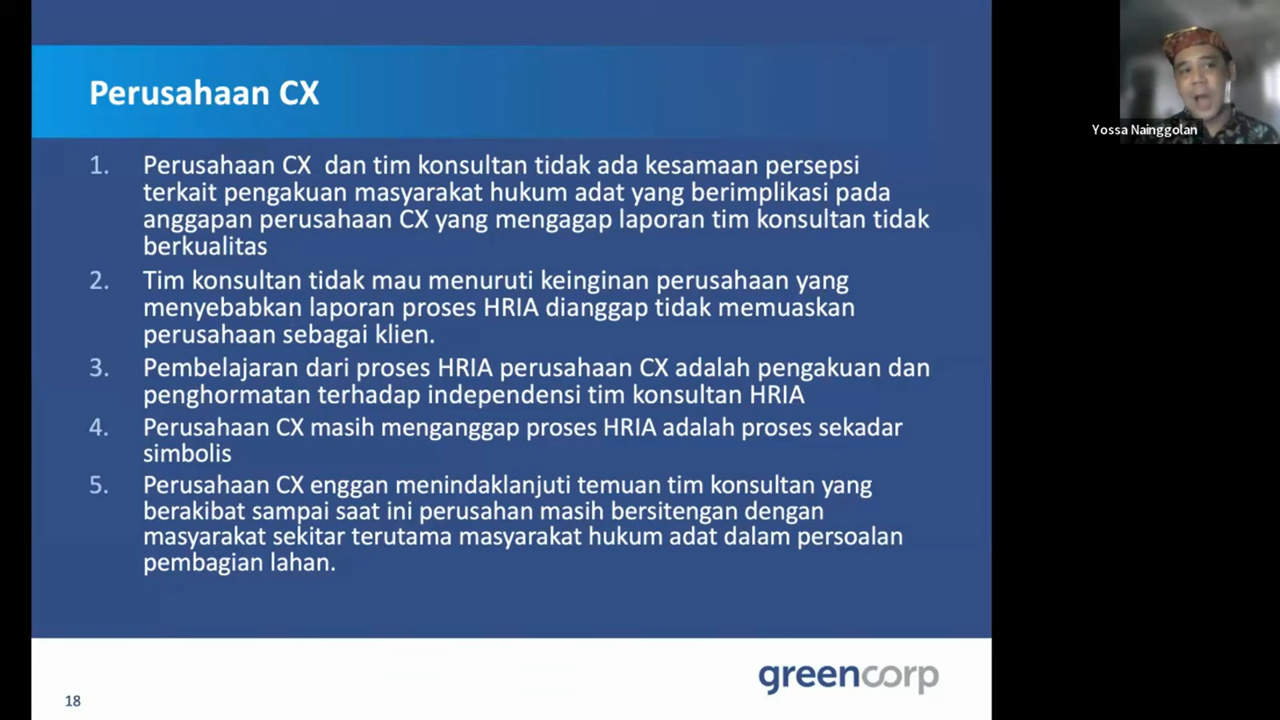 Perusahaan CX
1. Perusahaan CX dan tim konsultan tidak ada kesamaan persepsi
terkait pengakuan masyarakat hukum adat yang berimplikasi pada
anggapan perusahaan CX yang mengagap laporan tim konsultan tidak
berkualitas
2. Tim konsultan tidak mau menuruti keinginan perusahaan yang
menyebabkan laporan proses HRIA dianggap tidak memuaskan
perusahaan sebagai klien.
3. Pembelajaran dari proses HRIA perusahaan CX adalah pengakuan dan
penghormatan terhadap independensi tim konsultan HRIA
4. Perusahaan CX masih menganggap proses HRIA adalah proses sekadar
simbolis
5. Perusahaan CX enggan menindaklanjuti temuan tim konsultan yang
berakibat sampai saat ini perusahan masih bersitengan dengan
masyarakat sekitar terutama masyarakat hukum adat dalam persoalan
pembagian lahan.
greencorp
18
Yossa Nainggolan